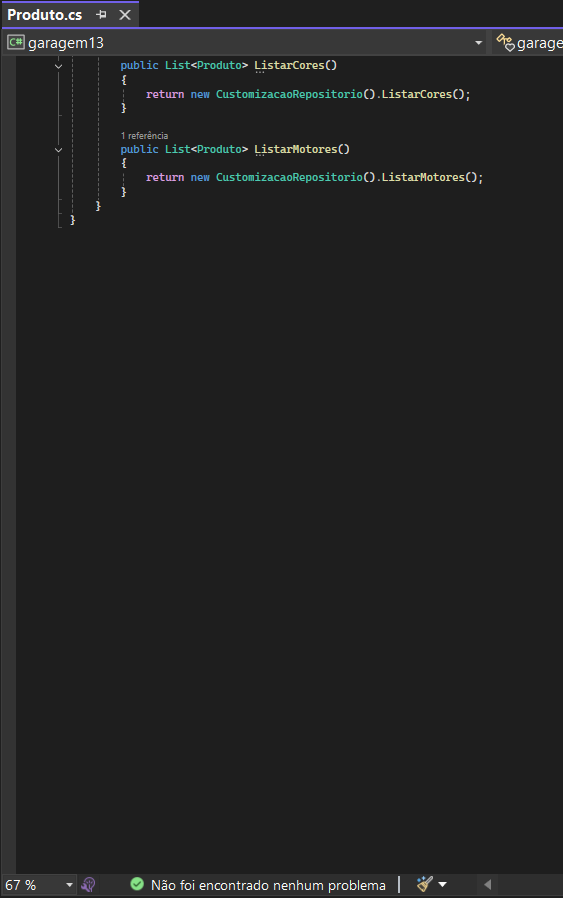 Produto.cs
C# garagem13
garage
public List<Produto> ListarCores()
{
return new CustomizacaoRepositorio().ListarCores();
}
1 referência
public List<Produto> ListarMotores()
{
return new CustomizacaoRepositorio().ListarMotores();
}
}
}
67 %
Não foi encontrado nenhum problema